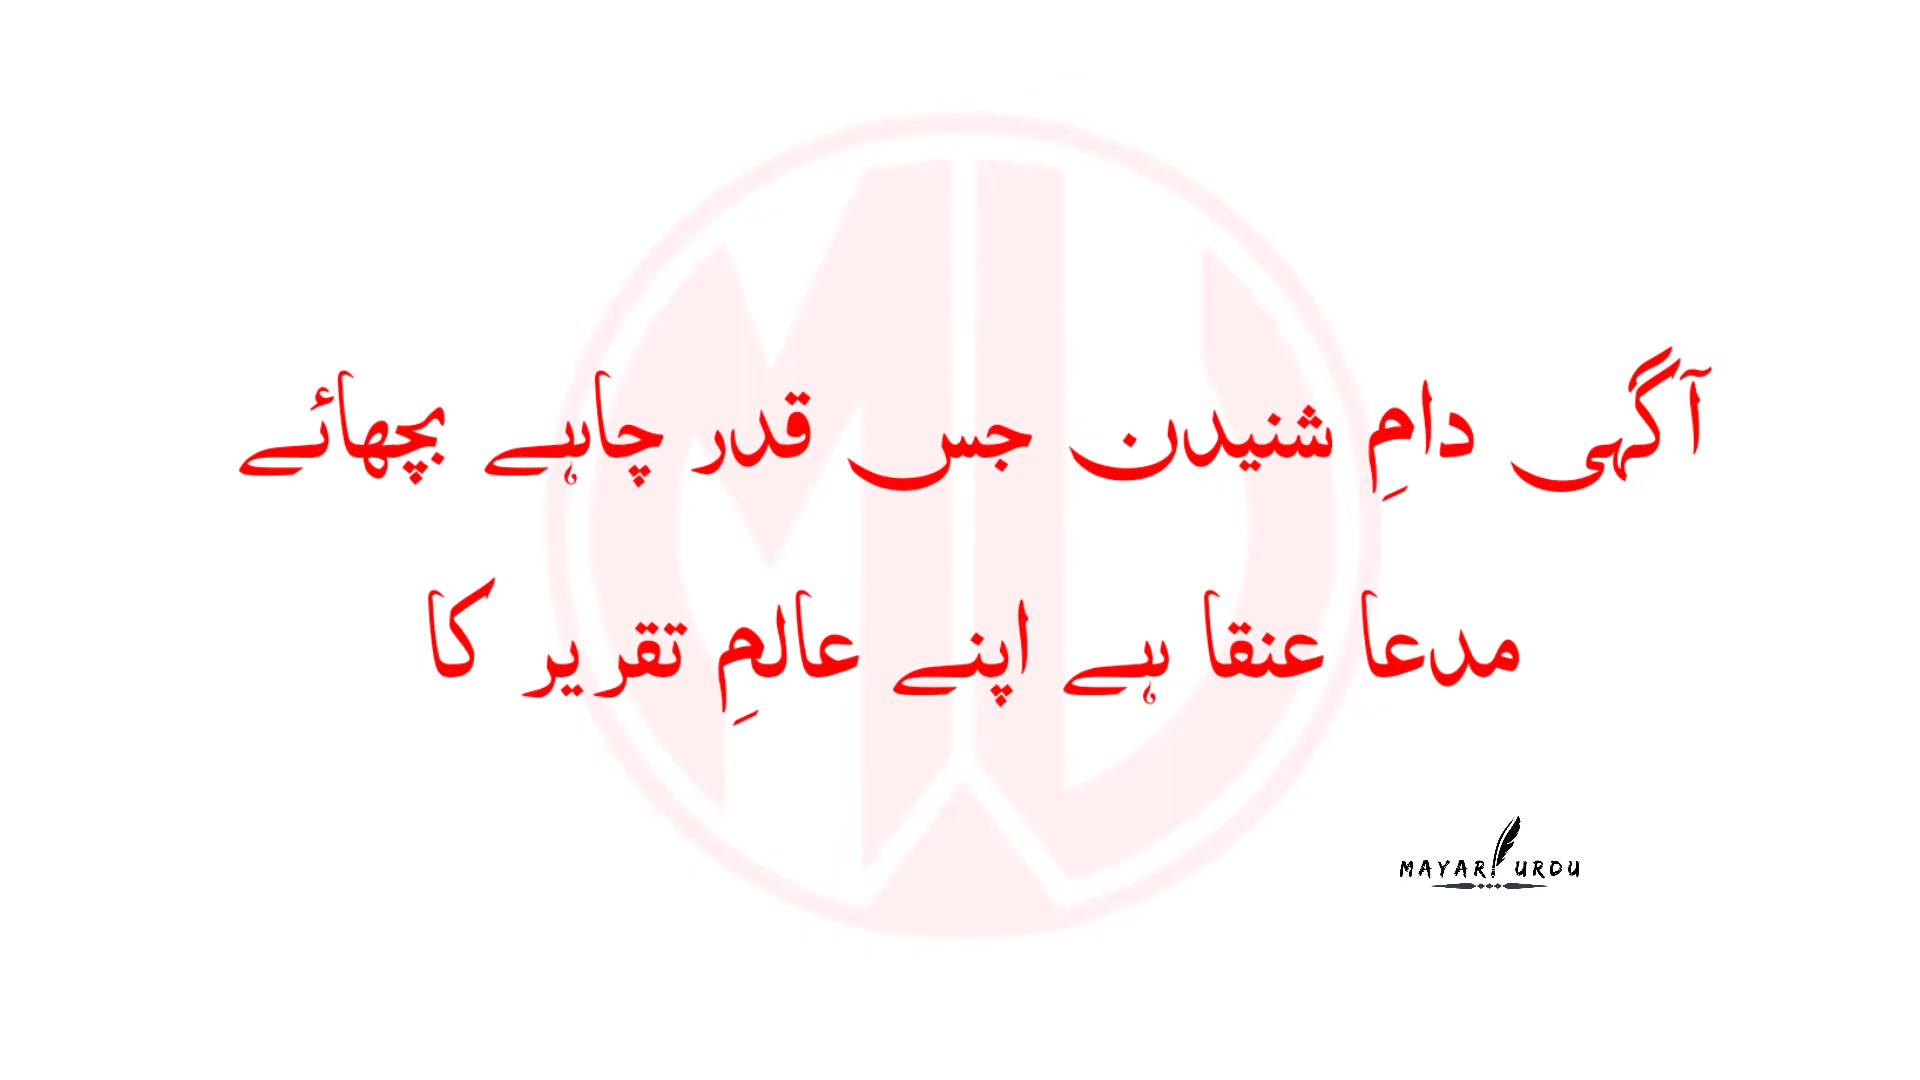 آگہی دامِ شنیدن جس قدر چاہے بچھائے
مدعا عنقا ہے اپنے عالمِ تقریر کا
MAYAR URDU